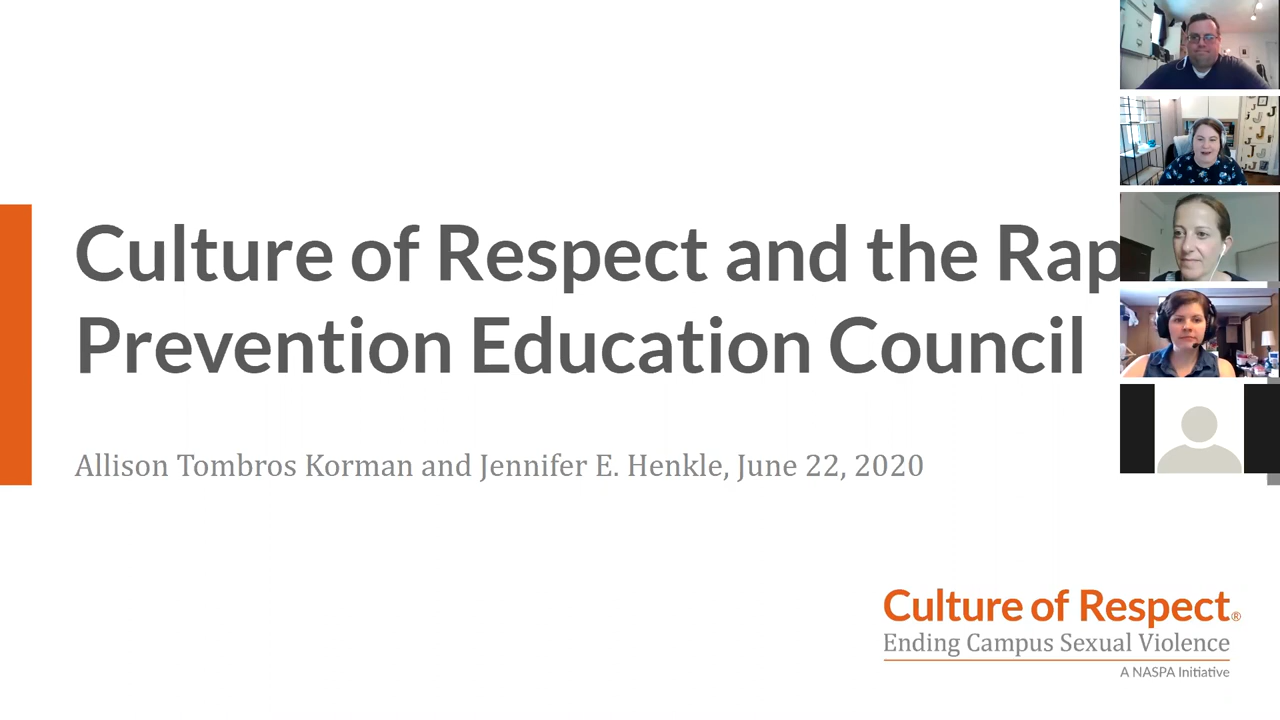 Culture of Respect and the Rap
Prevention Education Council
Allison Tombros Korman and Jennifer E. Henkle, June 22, 2020
Culture of Respect®
Ending Campus Sexual Violence
A NASPA Initiative